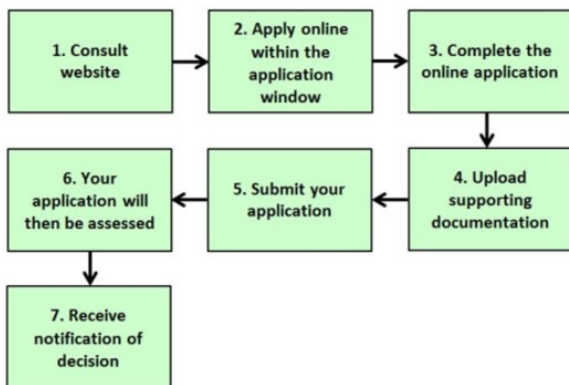 1. Consult
website
2. Apply online
within the
application
window
3. Complete the
online application
4. Upload
supporting
documentation
5. Submit your
application
6. Your
application will
then be assessed
7. Receive
notification of
decision